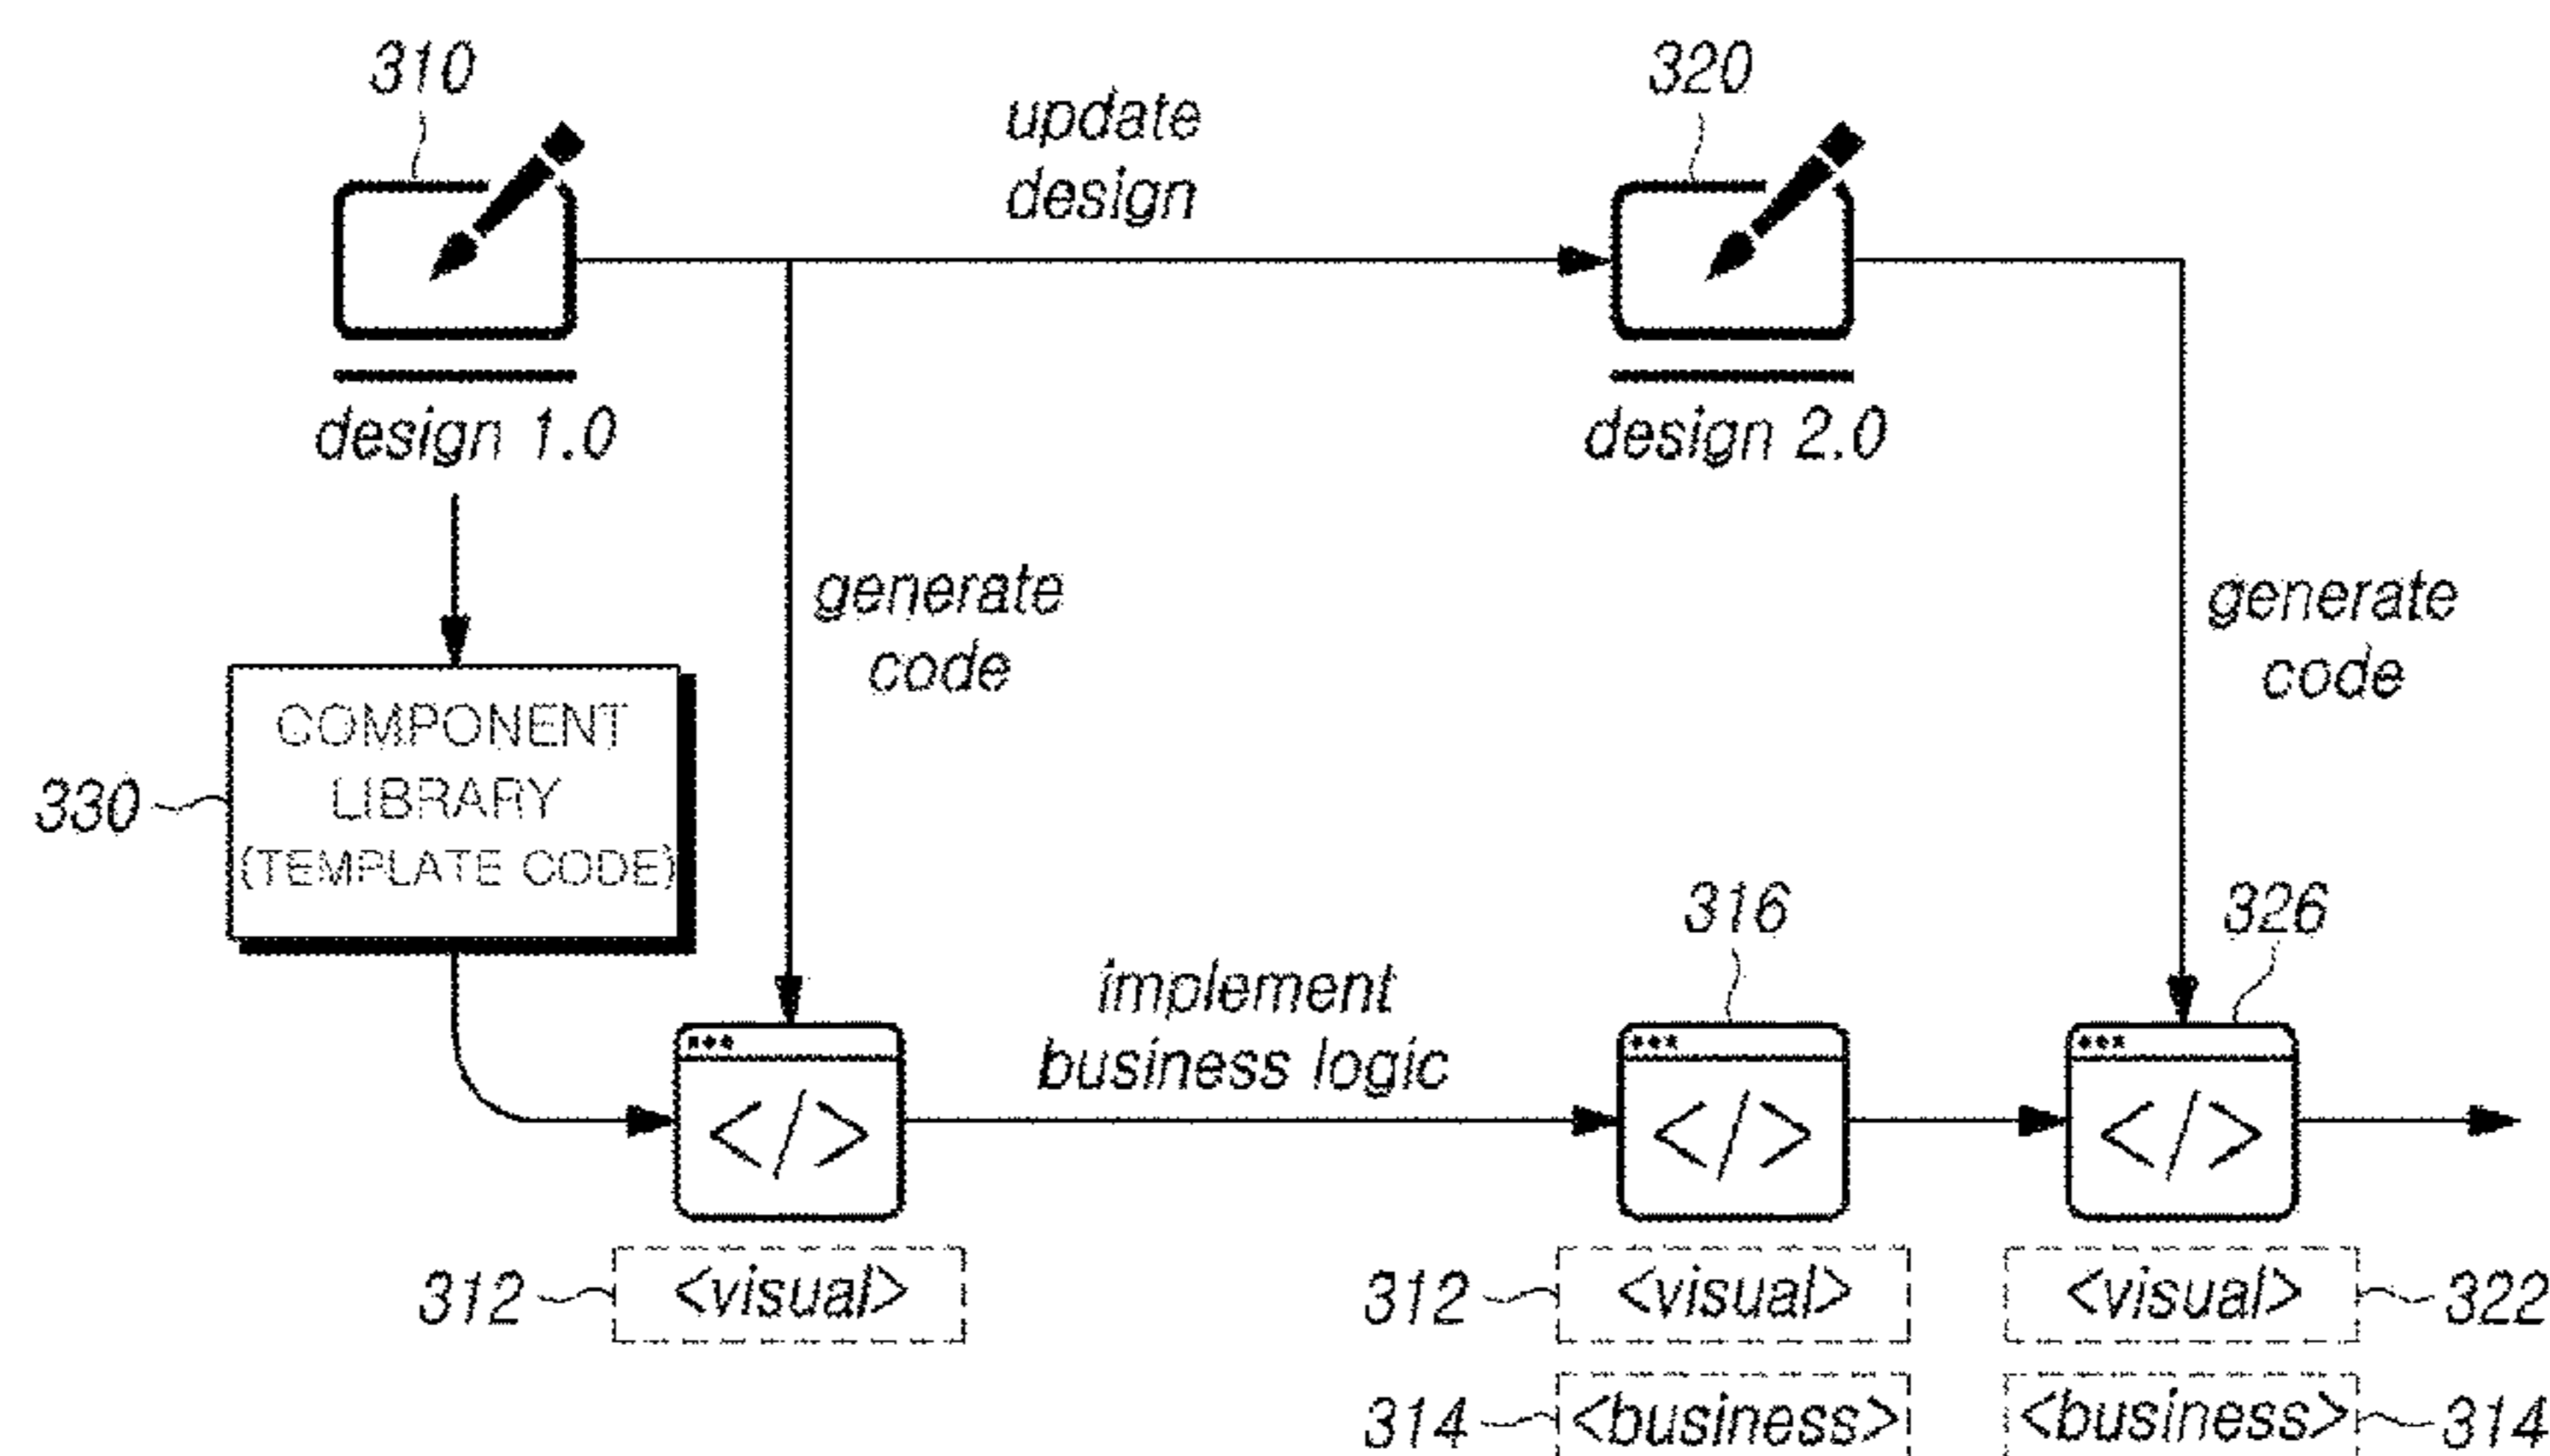 310
320
update
design
design 1.0
design 2.0
generate
code
generate
code
COMPONENT
LIBRARY
(TEMPLATE CODE)
330
316
326
implement
business logic
</>
</>
</>
312
<visual>
312
<visual>
<visual>
322
314
<business>
<business>
314